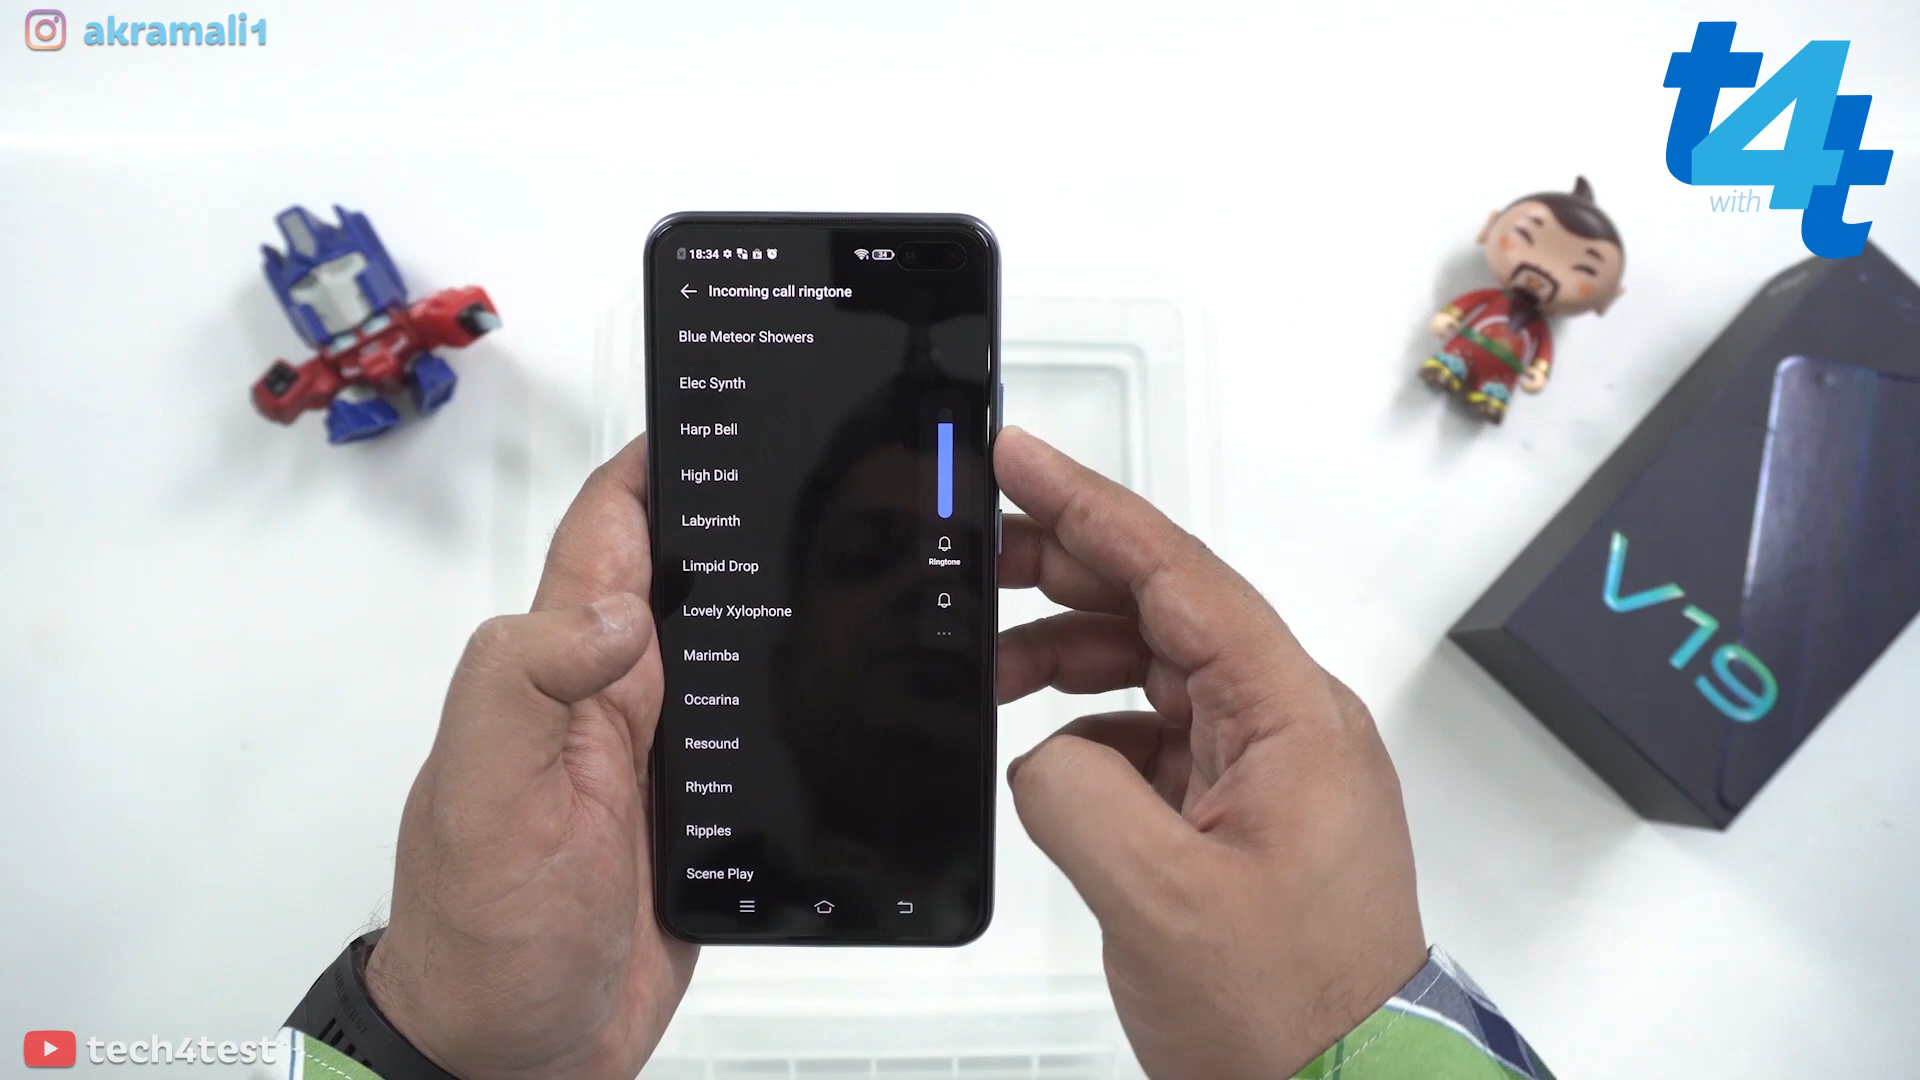 akramali1
t4t
with
18:34
34
Incoming call ringtone
Blue Meteor Showers
Elec Synth
Harp Bell
High Didi
Labyrinth
Limpid Drop
Lovely Xylophone
Marimba
Occarina
Resound
Rhythm
Ripples
Scene Play
Ringtone
V19
tech4test